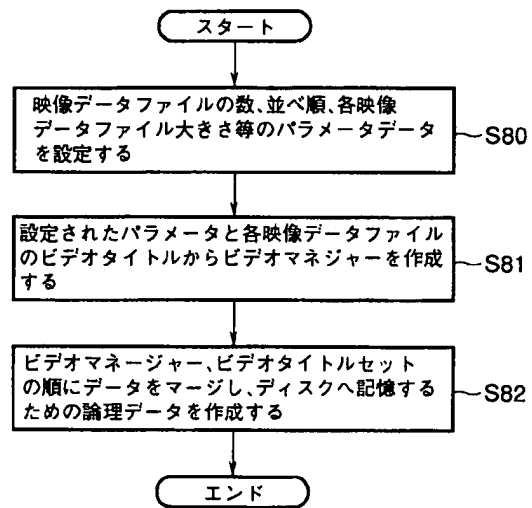 スタート
映像データファイルの数、並べ順、各映像
データファイル大きさ等のパラメータデータ
を設定する
S80
設定されたパラメータと各映像データファイル
のビデオタイトルからビデオマネジャーを作成
する
S81
ビデオマネージャー、ビデオタイトルセット
の順にデータをマージし、ディスクへ記憶する
ための論理データを作成する
S82
エンド